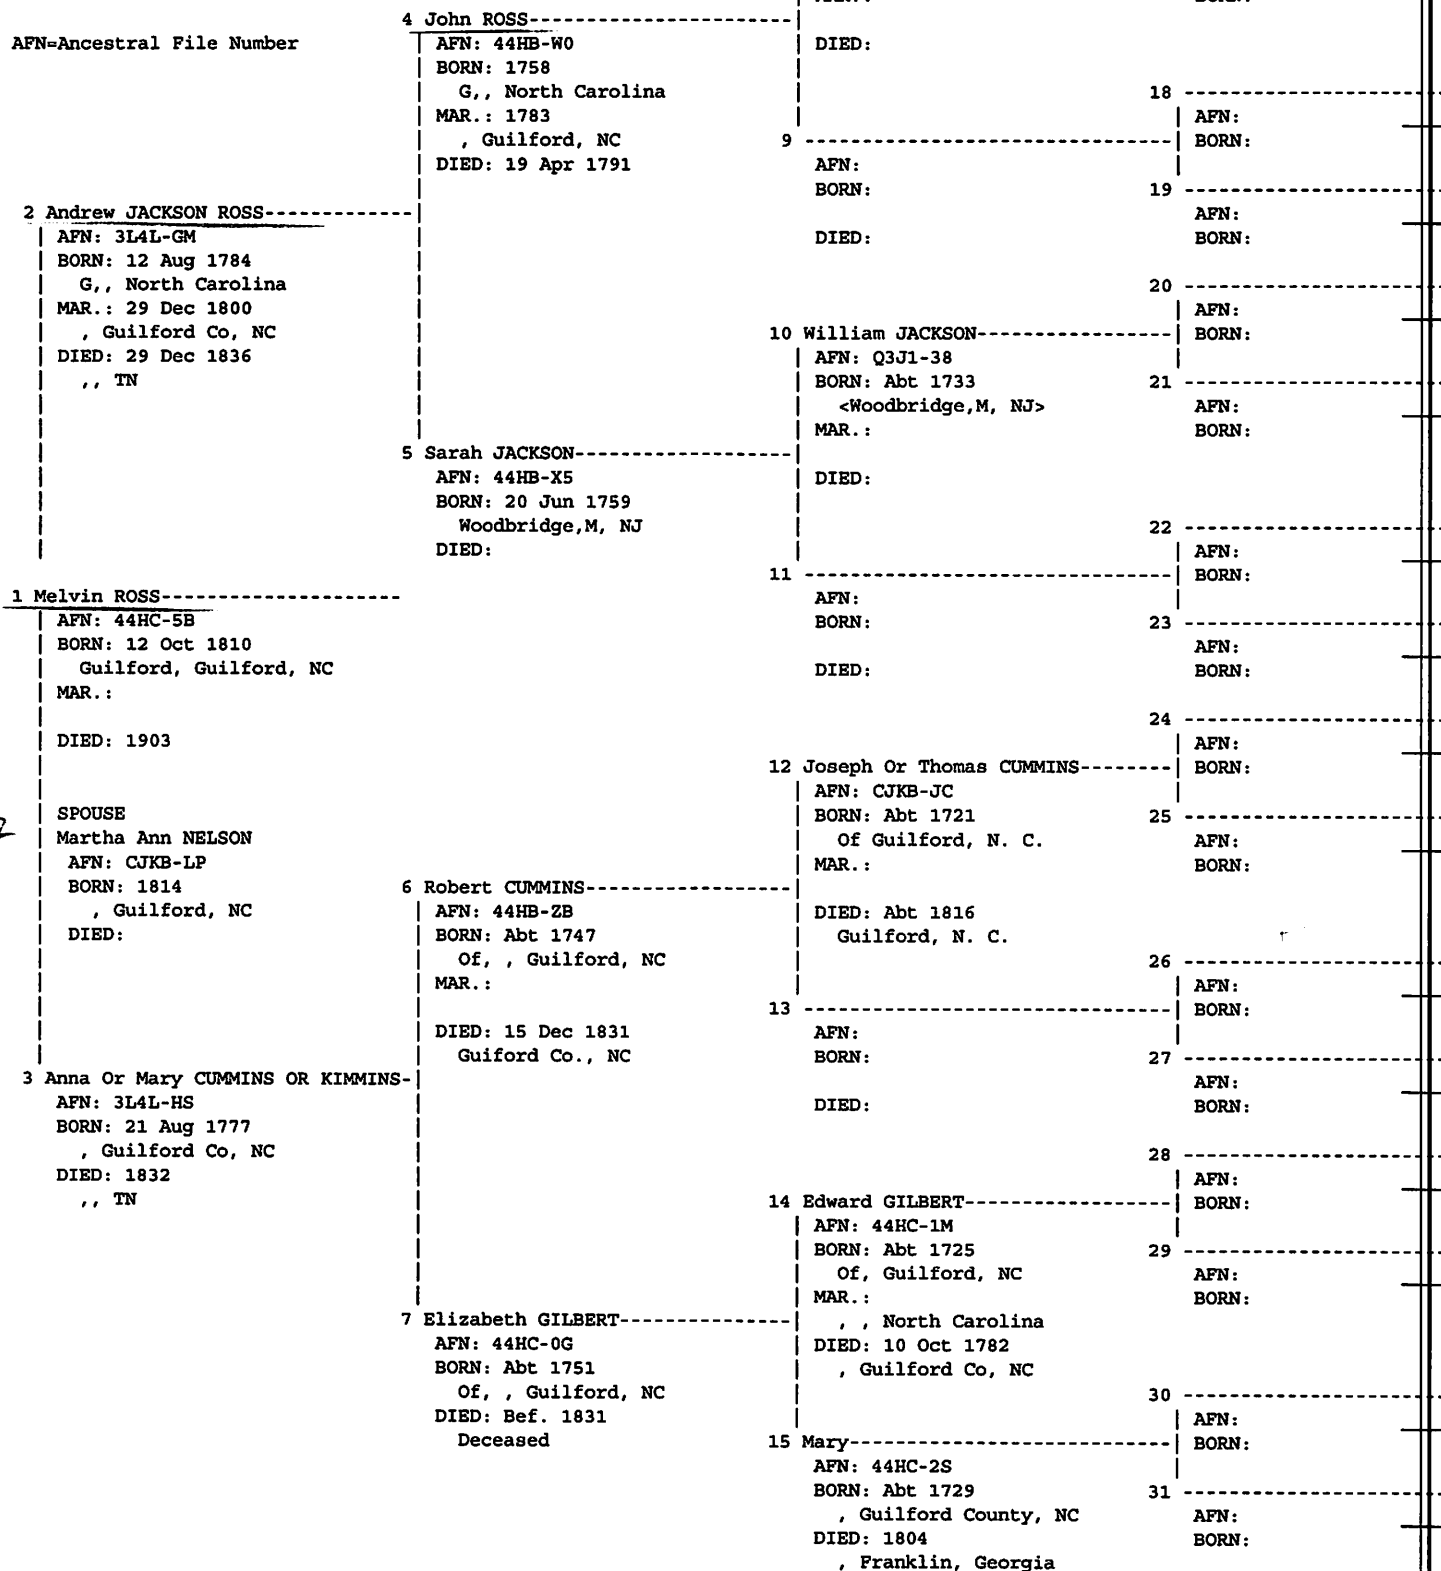 AFN=Ancestral File Number
4 John ROSS
AFN: 44HB-W0
BORN: 1758
G,, North Carolina
MAR.: 1783
, Guilford, NC
DIED: 19 Apr 1791
2 Andrew JACKSON ROSS
AFN: 3L4L-GM
BORN: 12 Aug 1784
G,, North Carolina
MAR.: 29 Dec 1800
, Guilford Co, NC
DIED: 29 Dec 1836
,, TN
5 Sarah JACKSON
AFN: 44HB-X5
BORN: 20 Jun 1759
Woodbridge,M, NJ
DIED:
1 Melvin ROSS
AFN: 44HC-5B
BORN: 12 Oct 1810
Guilford, Guilford, NC
MAR.:
DIED: 1903
SPOUSE
Martha Ann NELSON
AFN: CJKB-LP
BORN: 1814
, Guilford, NC
DIED:
6 Robert CUMMINS
AFN: 44HB-ZB
BORN: Abt 1747
Of, , Guilford, NC
MAR.:
DIED: 15 Dec 1831
Guiford Co., NC
3 Anna Or Mary CUMMINS OR KIMMINS-
AFN: 3L4L-HS
BORN: 21 Aug 1777
, Guilford Co, NC
DIED: 1832
,, TN
7 Elizabeth GILBERT
AFN: 44HC-0G
BORN: Abt 1751
Of, , Guilford, NC
DIED: Bef. 1831
Deceased
DIED:
9
AFN:
BORN:
DIED:
10 William JACKSON
AFN: Q3J1-38
BORN: Abt 1733
<Woodbridge,M, NJ>
MAR.:
DIED:
11
AFN:
BORN:
DIED:
12 Joseph Or Thomas CUMMINS
AFN: CJKB-JC
BORN: Abt 1721
Of Guilford, N. C.
MAR.:
DIED: Abt 1816
Guilford, N. C.
13
AFN:
BORN:
DIED:
14 Edward GILBERT
AFN: 44HC-1M
BORN: Abt 1725
Of, Guilford, NC
MAR.:
, , North Carolina
DIED: 10 Oct 1782
, Guilford Co, NC
15 Mary
AFN: 44HC-2S
BORN: Abt 1729
, Guilford County, NC
DIED: 1804
, Franklin, Georgia
18
AFN:
BORN:
19
AFN:
BORN:
20
AFN:
BORN:
21
AFN:
BORN:
22
AFN:
BORN:
23
AFN:
BORN:
24
AFN:
BORN:
25
AFN:
BORN:
26
AFN:
BORN:
27
AFN:
BORN:
28
AFN:
BORN:
29
AFN:
BORN:
30
AFN:
BORN:
31
AFN:
BORN: